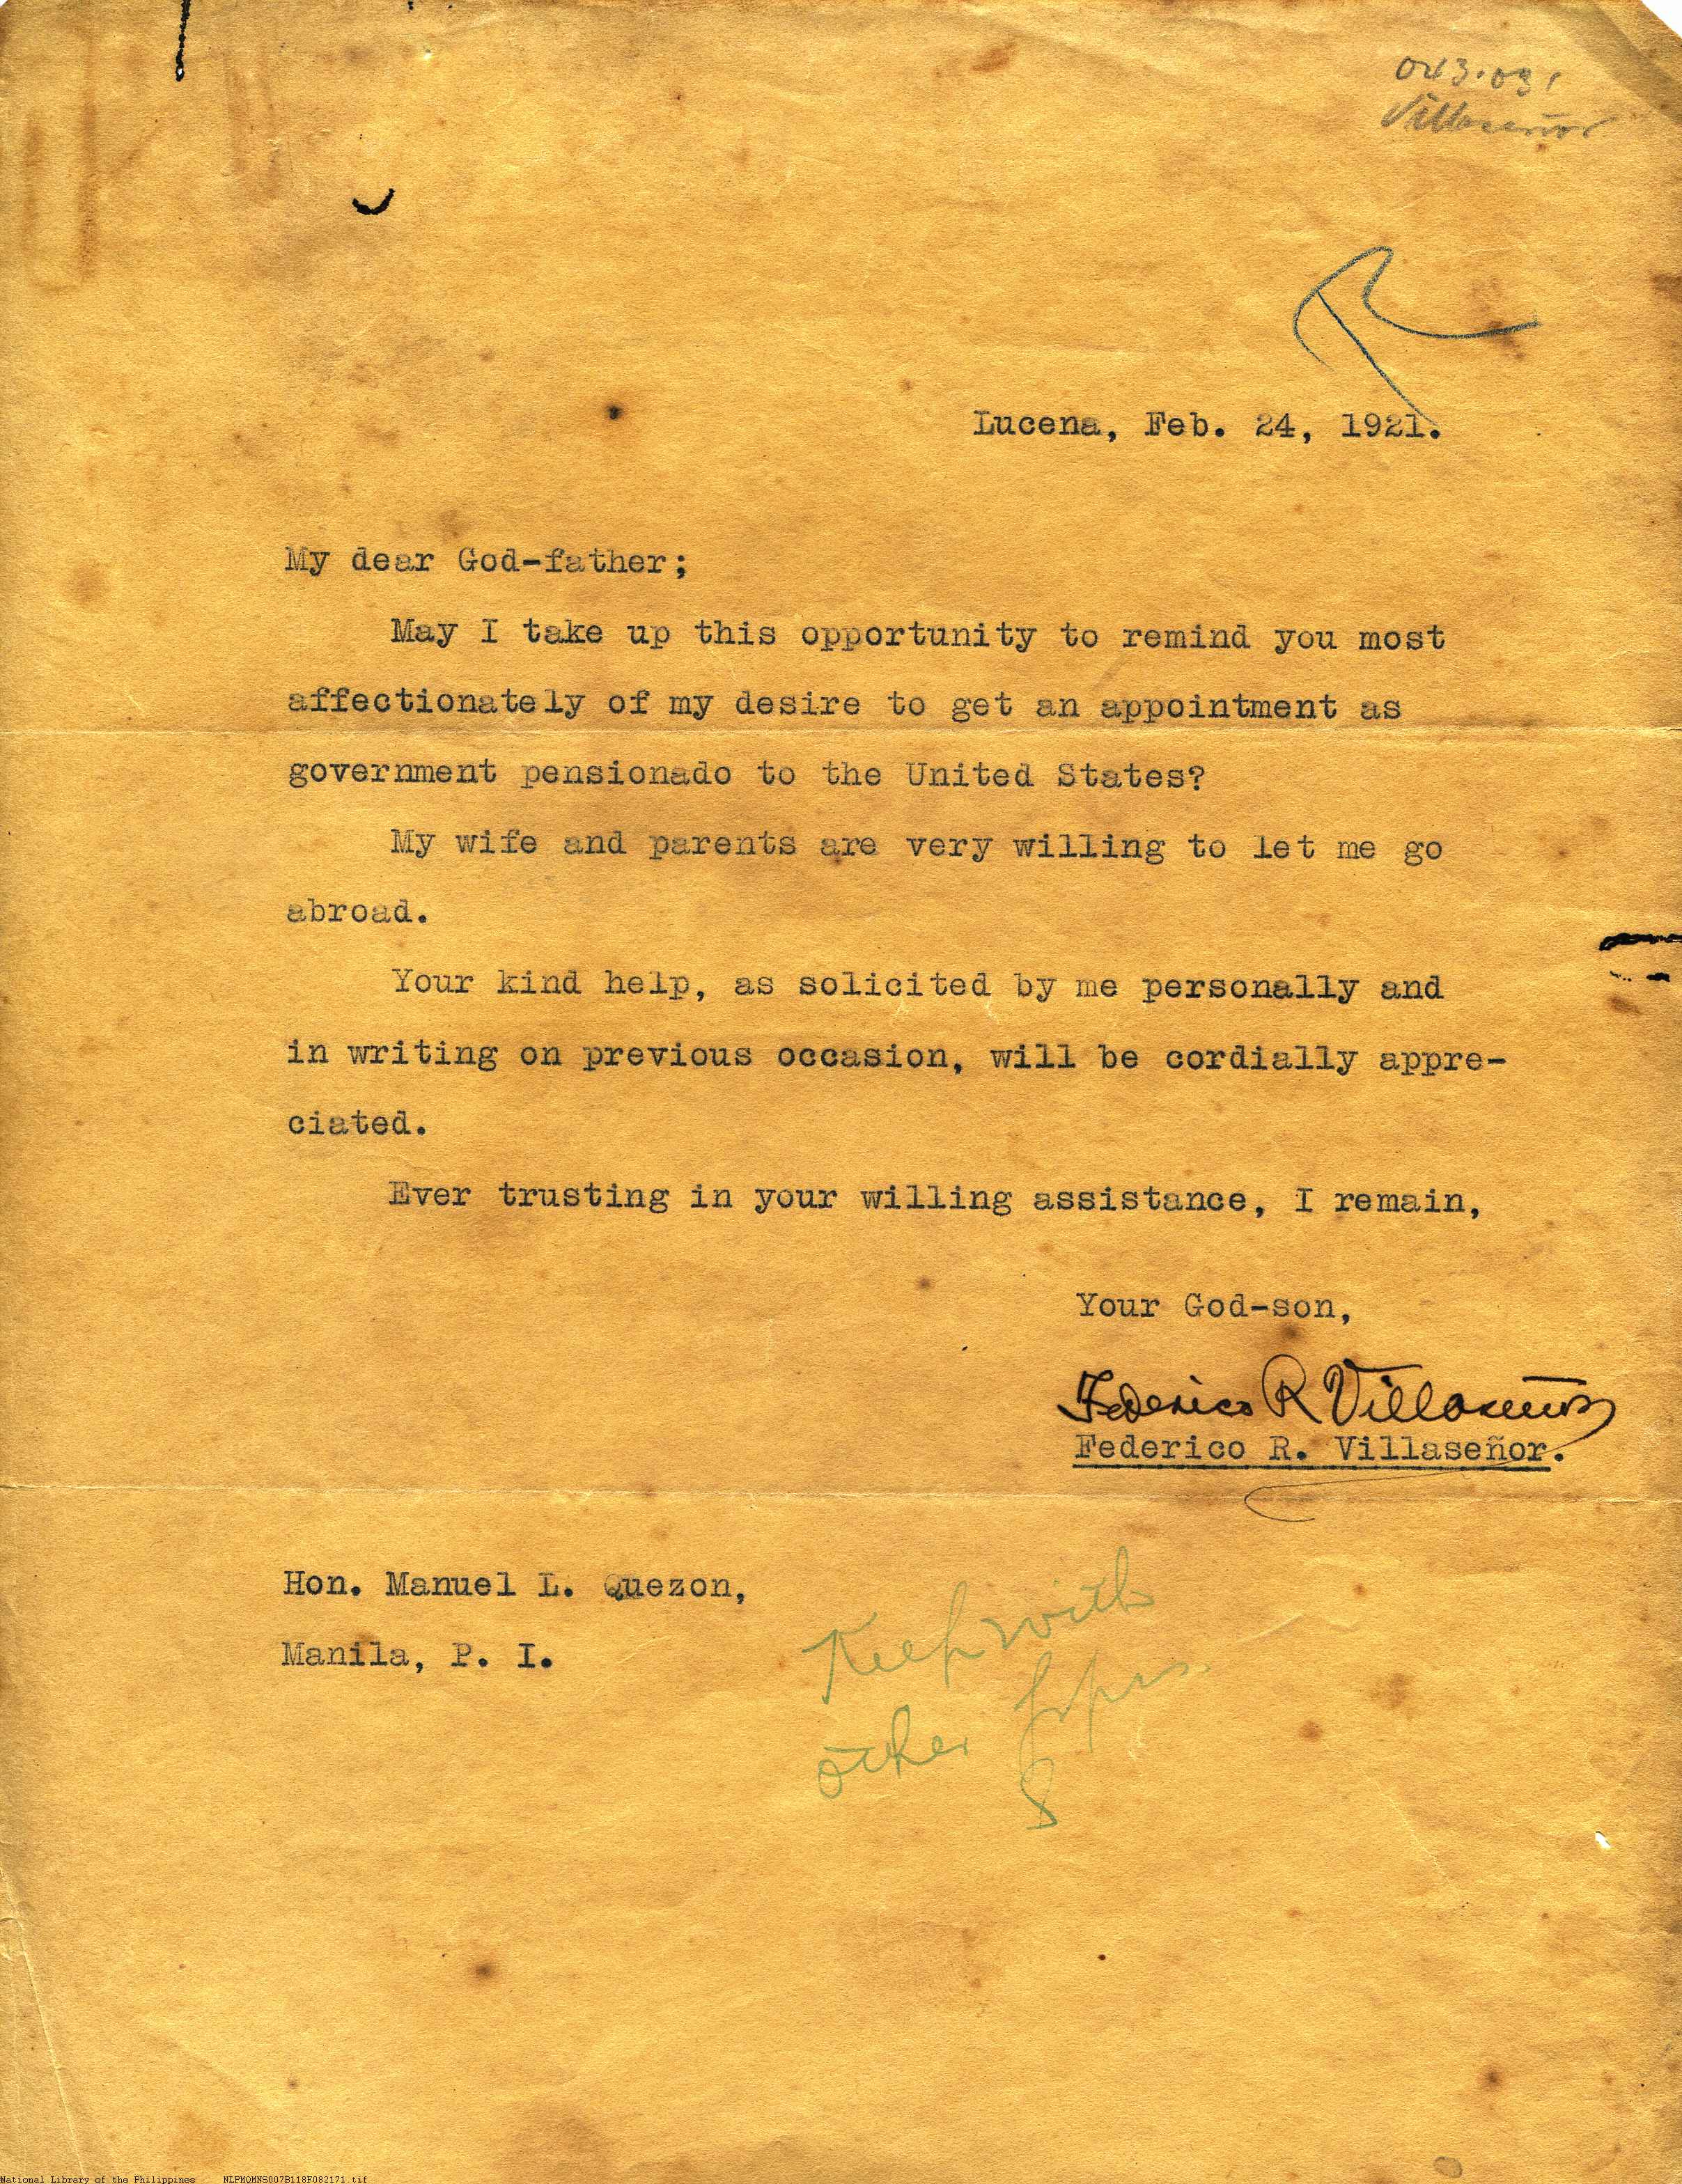 043.031
Villaseñor
R
Lucena, Feb. 24, 1921.
My dear God-father;
May I take up this opportunity to remind you most
affectionately of my desire to get an appointment as
government pensionado to the United States?
My wife and parents are very willing to let me go
abroad.
Your kind help, as solicited by me personally and
in writing on previous occasion, will be cordially appre-
ciated.
Ever trusting in your willing assistance, I remain,
Your God-son,
Federico R Villaseñor
Federico R. Villaseñor.
Hon. Manuel L. Quezon,
Manila, P. I.
Keep with
other
National Library of the Philippines NLPMQMNS007B118F082171.tif